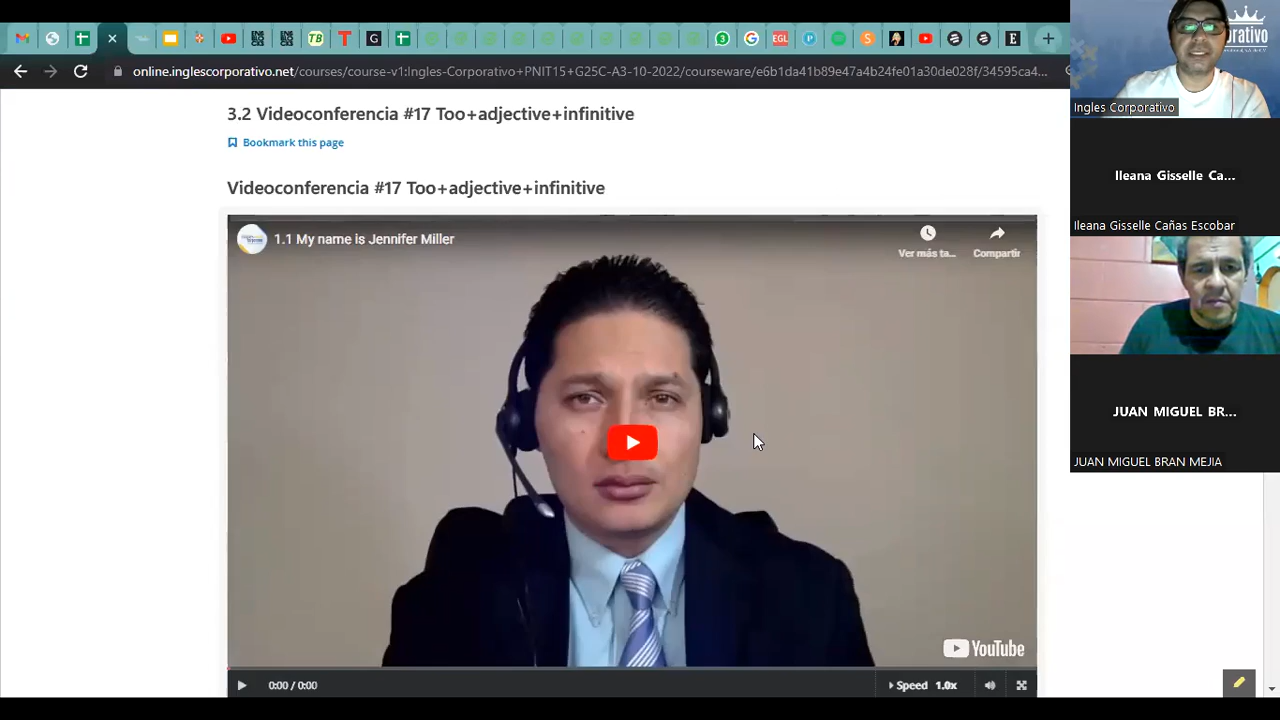 online.inglescorporativo.net/courses/course-v1:Ingles-Corporativo+PNIT15+G25C-A3-10-2022/courseware/e6b1da41b89e47a4b24fe01a30de028f/34595ca4...
3.2 Videoconferencia #17 Too+adjective+infinitive
Bookmark this page
Videoconferencia #17 Too+adjective+infinitive
1.1 My name is Jennifer Miller
Ver más ta...
Compartir
YouTube
0:00 / 0:00
Speed 1.0x
Ingles Corporativo
Ileana Gisselle Ca...
Ileana Gisselle Cañas Escobar
JUAN MIGUEL BR...
JUAN MIGUEL BRAN MEJIA